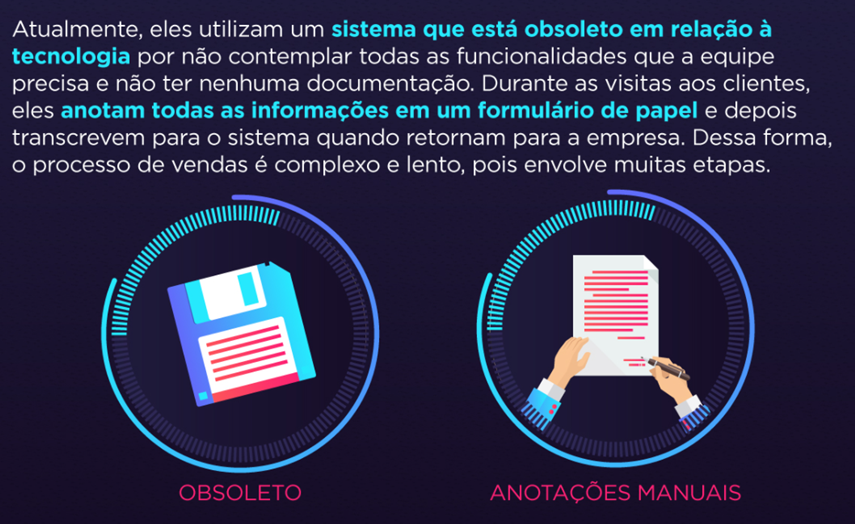 Atualmente, eles utilizam um sistema que está obsoleto em relação à
tecnologia por não contemplar todas as funcionalidades que a equipe
precisa e não ter nenhuma documentação. Durante as visitas aos clientes,
eles anotam todas as informações em um formulário de papel e depois
transcrevem para o sistema quando retornam para a empresa. Dessa forma,
o processo de vendas é complexo e lento, pois envolve muitas etapas.
OBSOLETO
ANOTAÇÕES MANUAIS